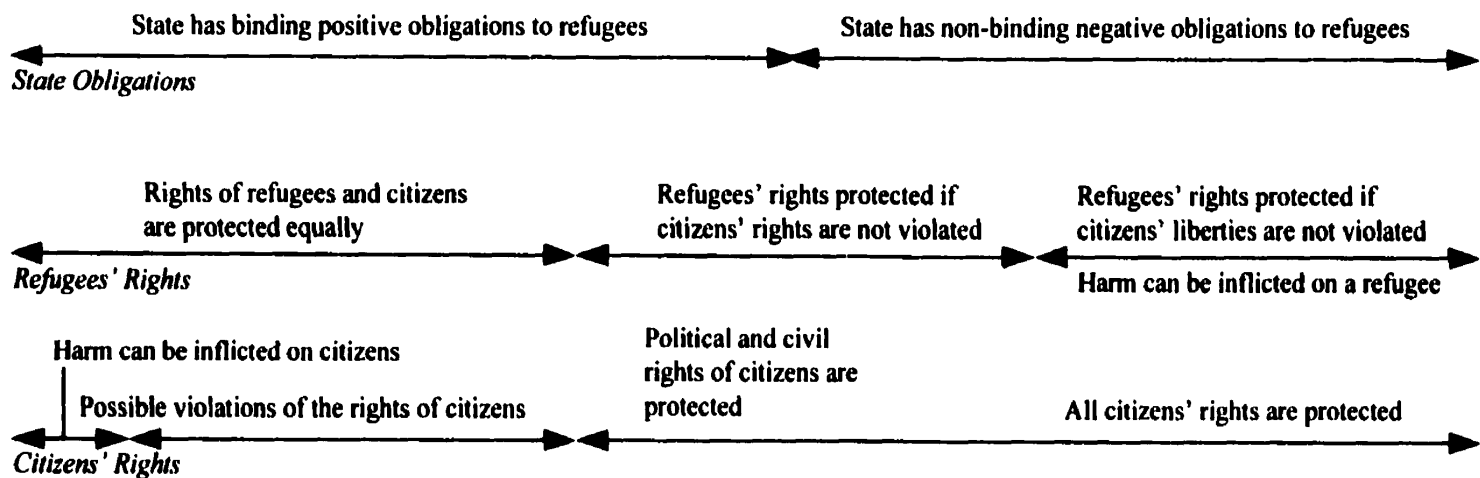 State has binding positive obligations to refugees
State has non-binding negative obligations to refugees
State Obligations
Rights of refugees and citizens
are protected equally
Refugees' rights protected if
citizens' rights are not violated
Refugees' rights protected if
citizens' liberties are not violated
Refugees' Rights
Harm can be inflicted on a refugee
Harm can be inflicted on citizens
Possible violations of the rights of citizens
Political and civil
rights of citizens are
protected
All citizens' rights are protected
Citizens' Rights